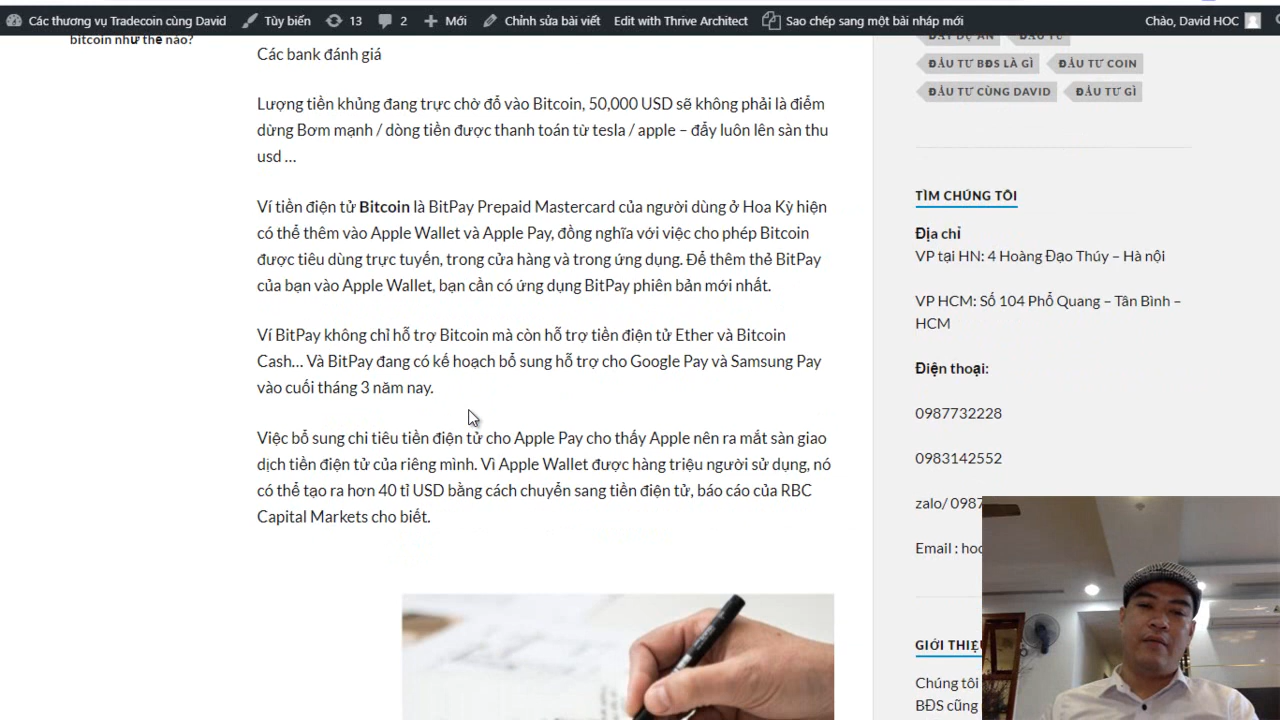 Các thương vụ Tradecoin cùng David
Tùy biến
13
2
Mới
Chỉnh sửa bài viết
Edit with Thrive Architect
Sao chép sang một bài nháp mới
Chào, David HOC
bitcoin như thế nào?
Các bank đánh giá
Lượng tiền khủng đang trực chờ đổ vào Bitcoin, 50,000 USD sẽ không phải là điểm
dừng Bơm mạnh / dòng tiền được thanh toán từ tesla / apple – đẩy luôn lên sàn thu
usd …
Ví tiền điện tử Bitcoin là BitPay Prepaid Mastercard của người dùng ở Hoa Kỳ hiện
có thể thêm vào Apple Wallet và Apple Pay, đồng nghĩa với việc cho phép Bitcoin
được tiêu dùng trực tuyến, trong cửa hàng và trong ứng dụng. Để thêm thẻ BitPay
của bạn vào Apple Wallet, bạn cần có ứng dụng BitPay phiên bản mới nhất.
Ví BitPay không chỉ hỗ trợ Bitcoin mà còn hỗ trợ tiền điện tử Ether và Bitcoin
Cash… Và BitPay đang có kế hoạch bổ sung hỗ trợ cho Google Pay và Samsung Pay
vào cuối tháng 3 năm nay.
Việc bổ sung chi tiêu tiền điện tử cho Apple Pay cho thấy Apple nên ra mắt sàn giao
dịch tiền điện tử của riêng mình. Vì Apple Wallet được hàng triệu người sử dụng, nó
có thể tạo ra hơn 40 tỉ USD bằng cách chuyển sang tiền điện tử, báo cáo của RBC
Capital Markets cho biết.
ĐẶT DỰ ÁN
ĐẦU TƯ
ĐẦU TƯ BĐS LÀ GÌ
ĐẦU TƯ COIN
ĐẦU TƯ CÙNG DAVID
ĐẦU TƯ GÌ
TÌM CHÚNG TÔI
Địa chỉ
VP tại HN: 4 Hoàng Đạo Thúy – Hà nội
VP HCM: Số 104 Phổ Quang – Tân Bình –
HCM
Điện thoại:
0987732228
0983142552
zalo/ 098
Email : ho
GIỚI THIỆ
Chúng tôi
BĐS cũng